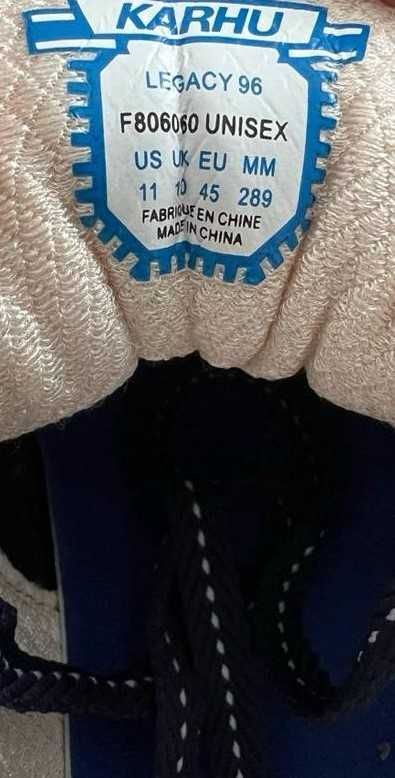 KARHU
LEGACY 96
F806060 UNISEX
US UK EU MM
11 10 45 289
FABRIQUE EN CHINE
MADE IN CHINA